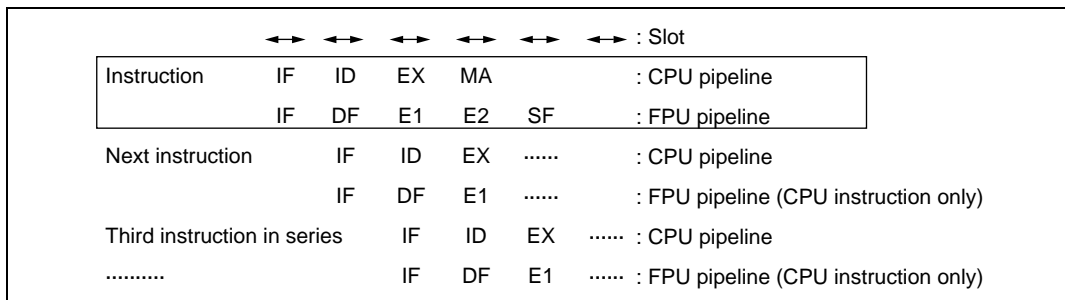 : Slot
Instruction IF ID EX MA : CPU pipeline
IF DF E1 E2 SF : FPU pipeline
Next instruction IF ID EX ...... : CPU pipeline
IF DF E1 ...... : FPU pipeline (CPU instruction only)
Third instruction in series IF ID EX ...... : CPU pipeline
.......... IF DF E1 ...... : FPU pipeline (CPU instruction only)